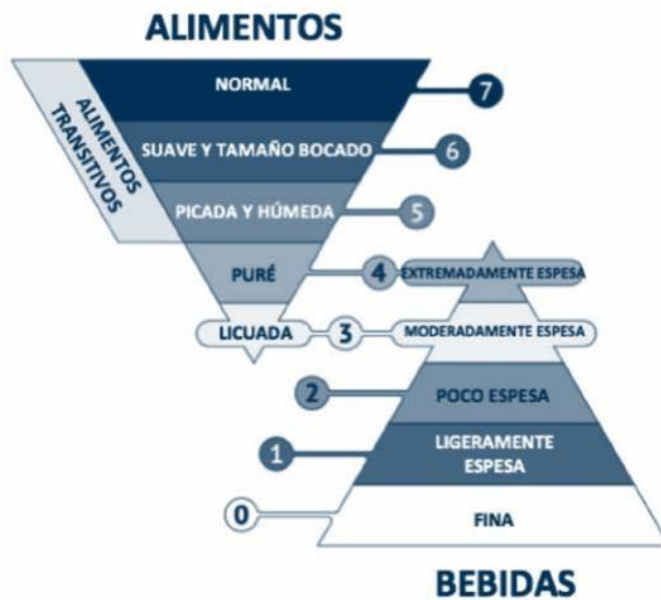 ALIMENTOS
NORMAL
7
ALIMENTOS
TRANSITIVOS
SUAVE Y TAMAÑO BOCADO
6
PICADA Y HÚMEDA
5
PURÉ
4
EXTREMADAMENTE ESPESA
LICUADA
3
MODERADAMENTE ESPESA
2
POCO ESPESA
1
LIGERAMENTE
ESPESA
0
FINA
BEBIDAS